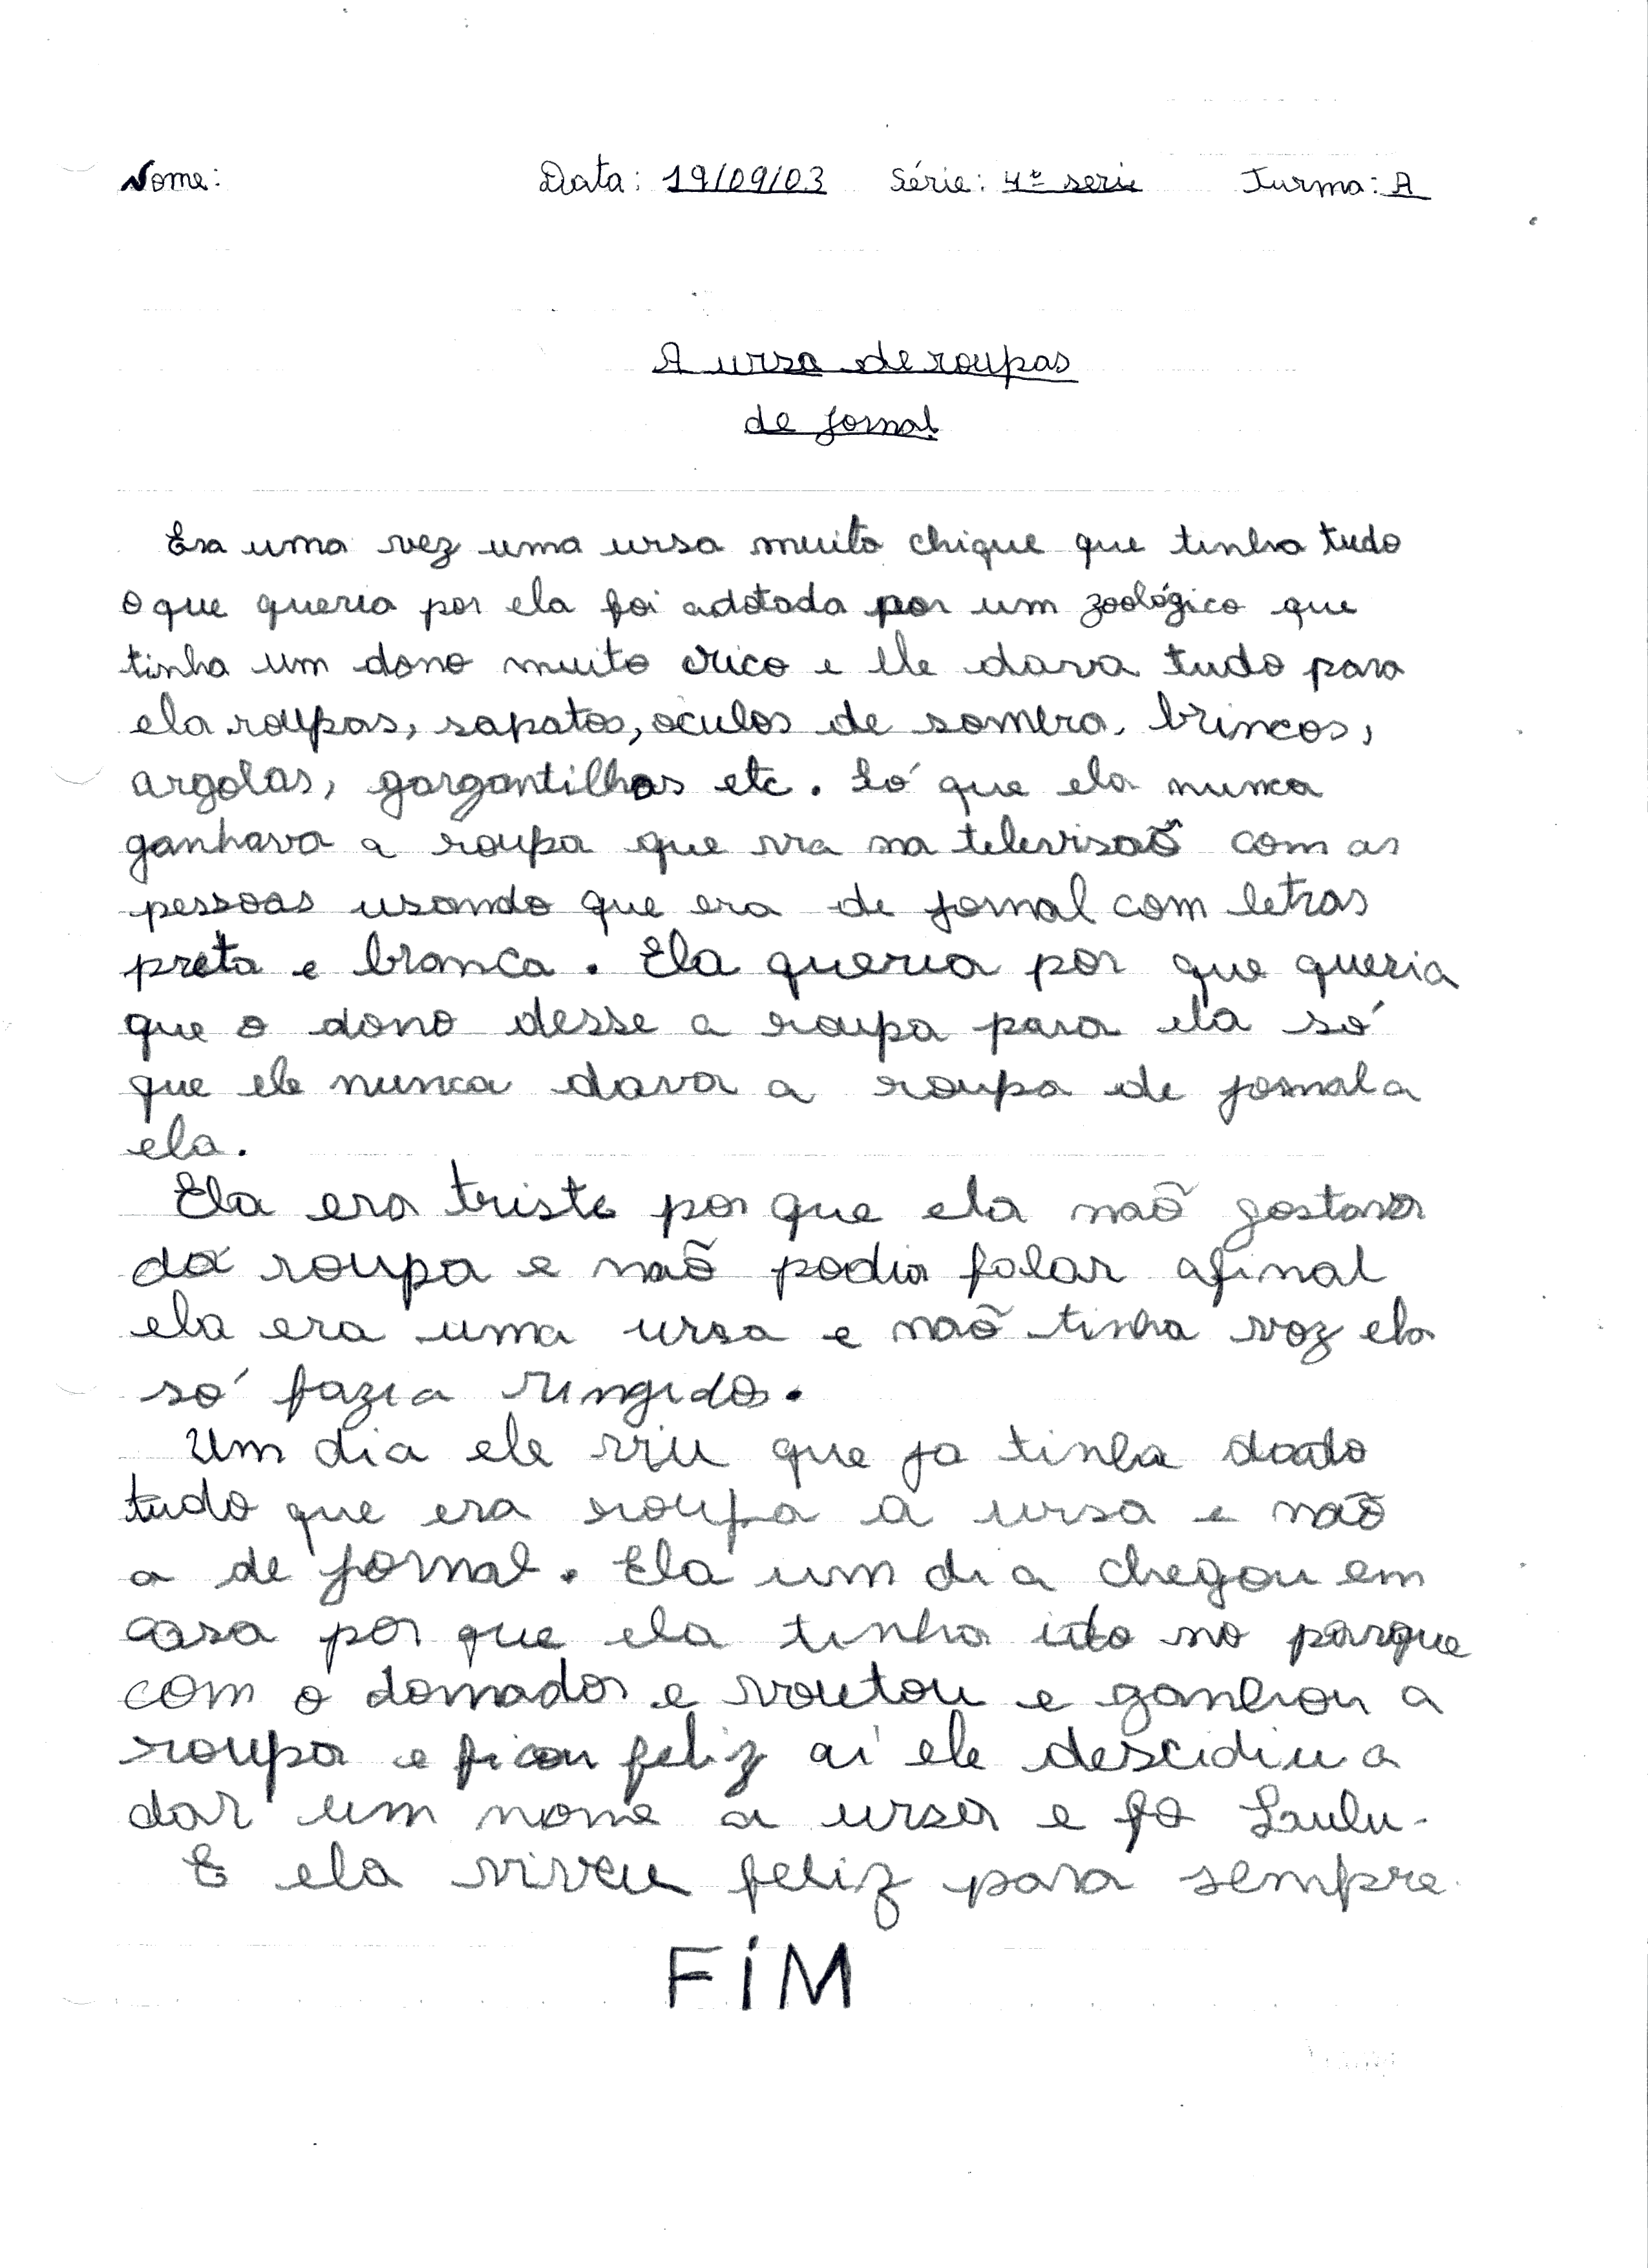 Nome: Data: 19/09/03 Série: 4ª serie Turma: A
A ursa de roupas
de jornal
Era uma vez uma ursa muito chique que tinha tudo
o que queria por ela foi adotada por um zoológico que
tinha um dono muito rico e ele dava tudo para
ela roupas, sapatos, oculos de sombra, brincos,
argolas, gargantilhas etc. Só que ela nunca
ganhava a roupa que via na televisaõ com as
pessoas usando que era de jornal com letras
preta e branca. Ela queria por que queria
que o dono desse a roupa para ela só
que ele nunca dava a roupa de jornal a
ela.
Ela era triste por que ela naõ gostava
da roupa e naõ podia falar afinal
ela era uma ursa e naõ tinha voz ela
só fazia rungidos.
Um dia ele viu que ja tinha dado
tudo que era roupa a ursa e naõ
a de jornal. Ela um dia chegou em
casa por que ela tinha ido no parque
com o domador e voutou e ganhou a
roupa e ficou feliz aí ele descidiu a
dar um nome a ursa e fo Lulu.
E ela viveu feliz para sempre.
FIM